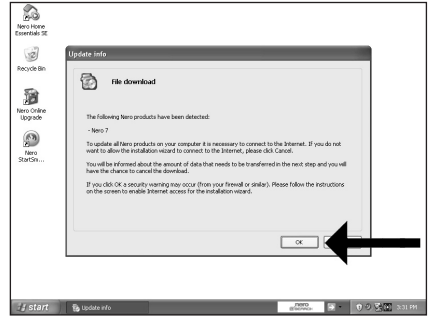 Nero Home
Essentials SE
Recycle Bin
Nero Online
Upgrade
Nero
StartSm...
Update info
File download
The following Nero products have been detected:
- Nero 7
To update all Nero products on your computer it is necessary to connect to the Internet. If you do not
want to allow the installation wizard to connect to the Internet, please click Cancel.
You will be informed about the amount of data that needs to be transferred in the next step and you will
have the chance to cancel the download.
If you click OK a security warning may occur (from your firewall or similar). Please follow the instructions
on the screen to enable Internet access for the installation wizard.
OK
start
Update info
nero
3:31 PM